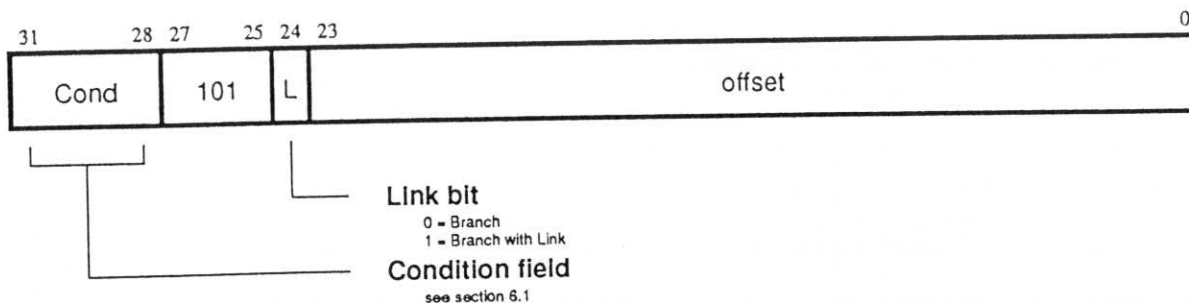 31 28 27 25 24 23 0
Cond 101 L offset
Link bit
0 = Branch
1 = Branch with Link
Condition field
see section 6.1